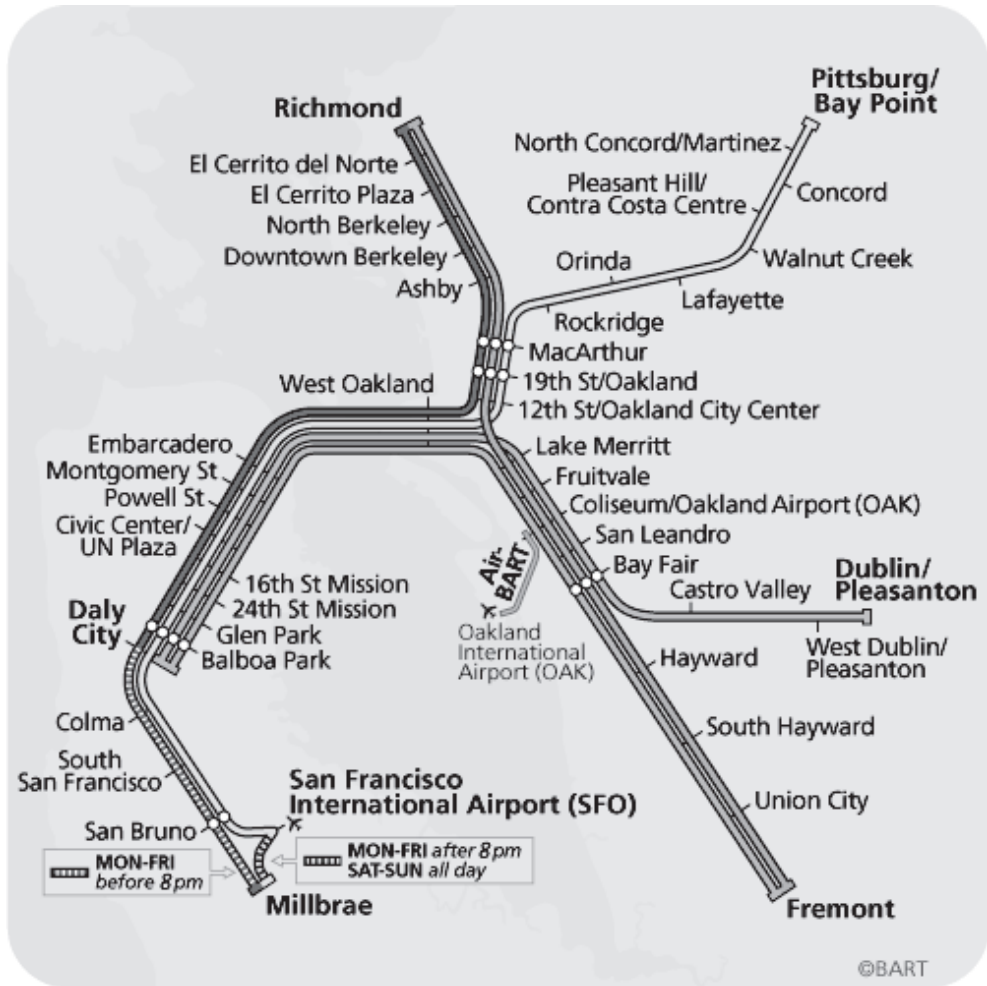 Richmond
El Cerrito del Norte
El Cerrito Plaza
North Berkeley
Downtown Berkeley
Ashby
Pittsburg/
Bay Point
North Concord/Martinez
Concord
Pleasant Hill/
Contra Costa Centre
Walnut Creek
Orinda
Lafayette
Rockridge
MacArthur
19th St/Oakland
12th St/Oakland City Center
West Oakland
Embarcadero
Montgomery St
Powell St
Civic Center/
UN Plaza
16th St Mission
24th St Mission
Glen Park
Balboa Park
Daly
City
Lake Merritt
Fruitvale
Coliseum/Oakland Airport (OAK)
San Leandro
Bay Fair
Castro Valley
Dublin/
Pleasanton
West Dublin/
Pleasanton
Air-
BART
Oakland
International
Airport (OAK)
Hayward
South Hayward
Union City
Fremont
Colma
South
San Francisco
San Bruno
San Francisco
International Airport (SFO)
MON-FRI
before 8pm
MON-FRI after 8pm
SAT-SUN all day
Millbrae
©BART